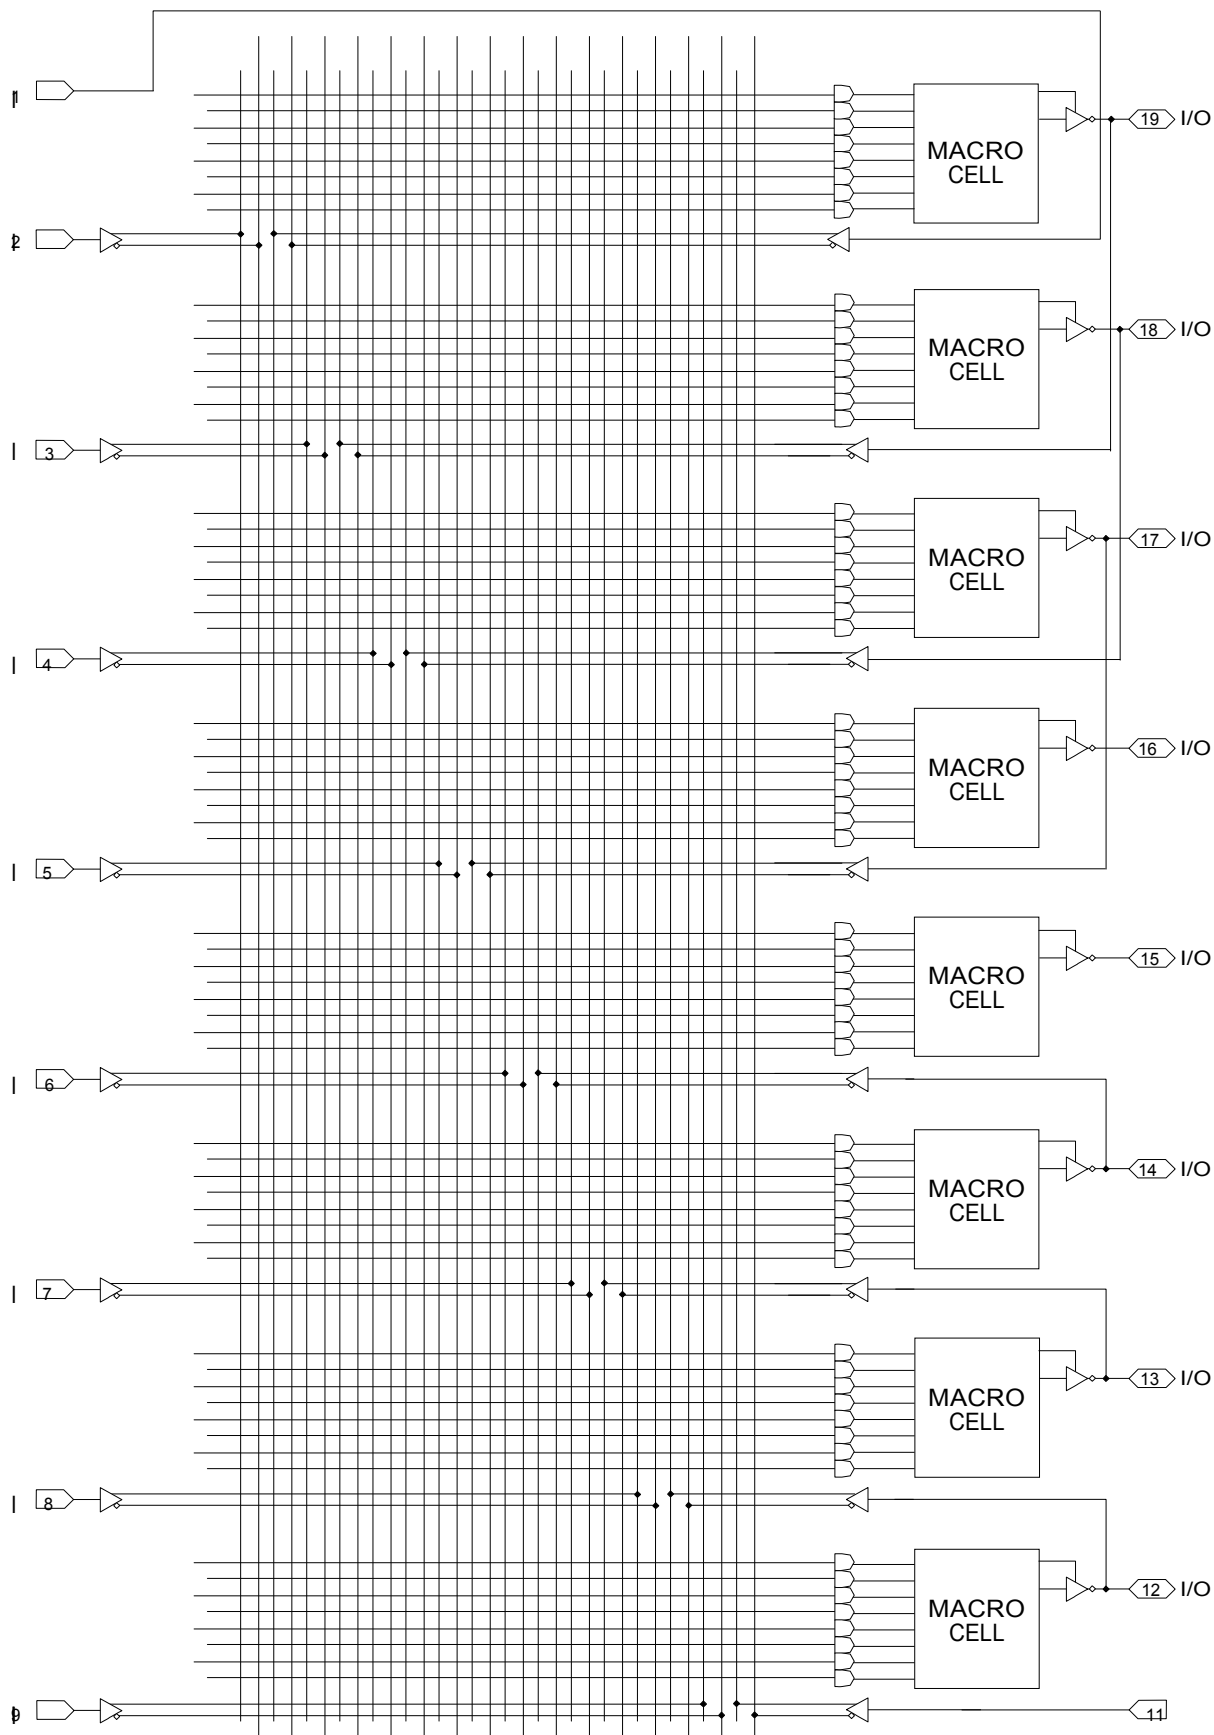 I 1
19 I/O
MACRO
CELL
I 2
18 I/O
MACRO
CELL
I 3
17 I/O
MACRO
CELL
I 4
16 I/O
MACRO
CELL
I 5
15 I/O
MACRO
CELL
I 6
14 I/O
MACRO
CELL
I 7
13 I/O
MACRO
CELL
I 8
12 I/O
MACRO
CELL
I 9
11